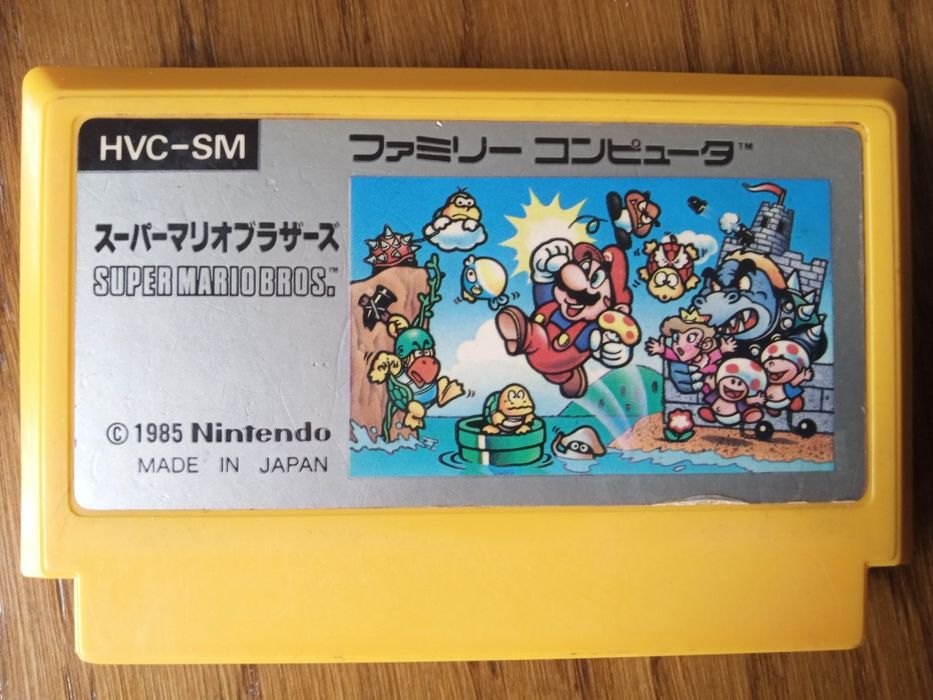 HVC-SM
ファミリー コンピュータ™
スーパーマリオブラザーズ
SUPER MARIO BROS.™
© 1985 Nintendo
MADE IN JAPAN